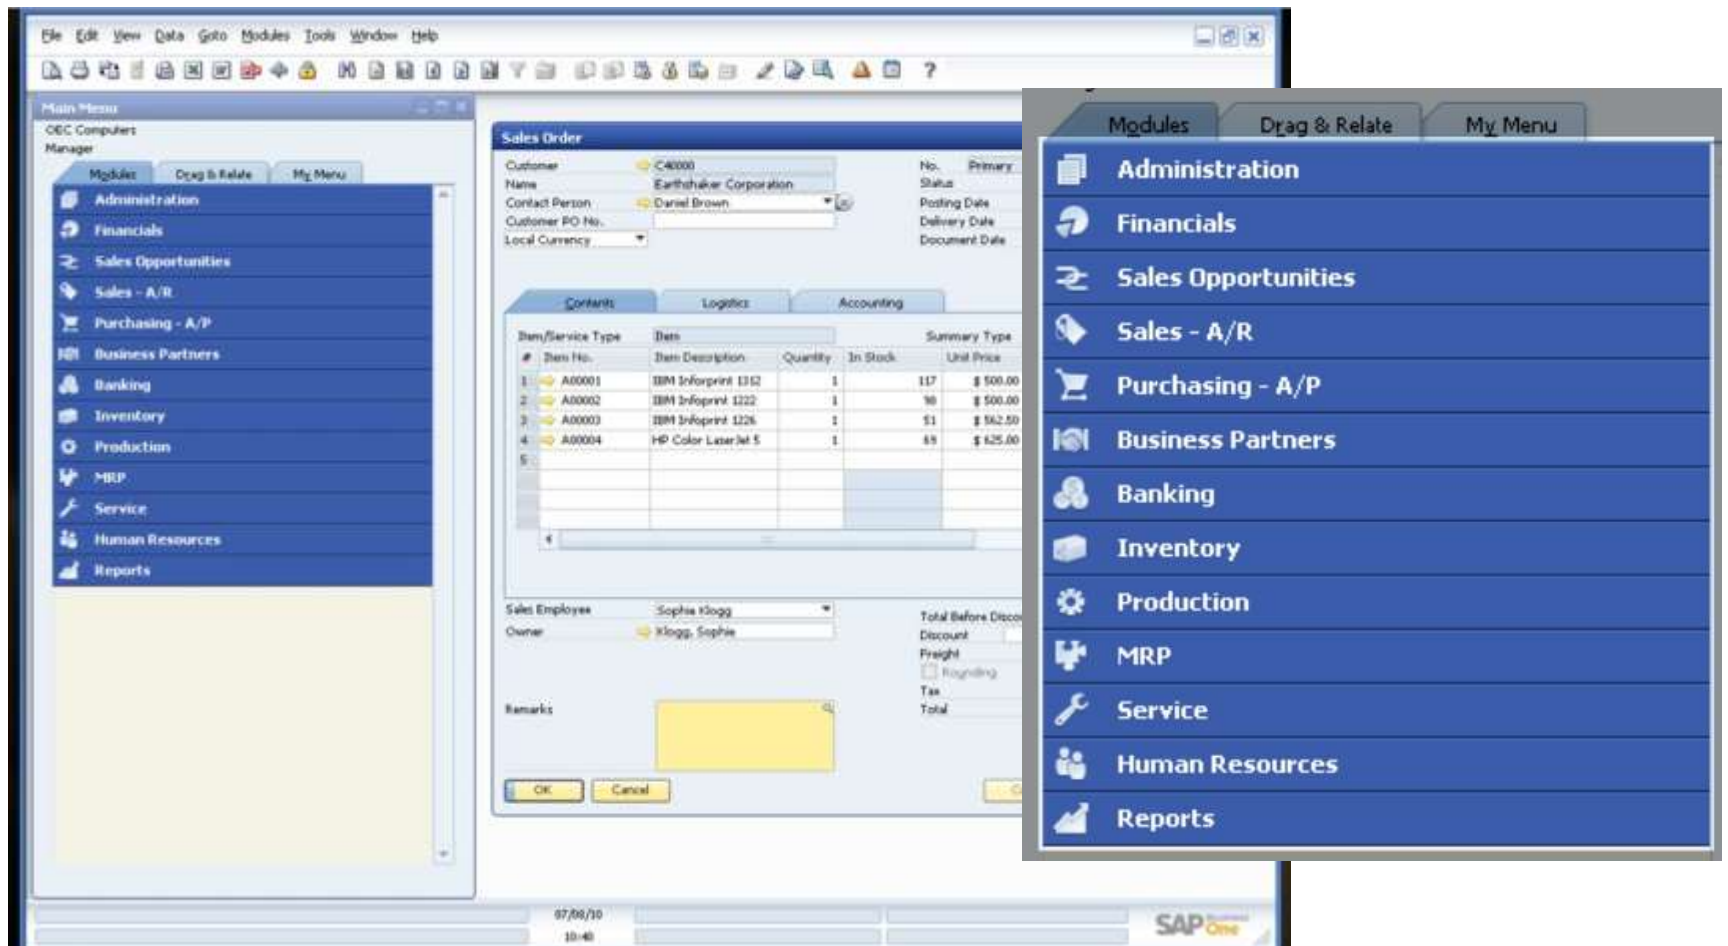 File Edit View Data Goto Modules Tools Window Help
Main Menu
OEC Computers
Manager
Modules Drag & Relate My Menu
Administration
Financials
Sales Opportunities
Sales - A/R
Purchasing - A/P
Business Partners
Banking
Inventory
Production
MRP
Service
Human Resources
Reports
Sales Order
Customer C40000 No. Primary
Name Earthshaker Corporation Status
Contact Person Daniel Brown Posting Date
Customer PO No. Delivery Date
Local Currency Document Date
Contents Logistics Accounting
Item/Service Type Item Summary Type
# Item No. Item Description Quantity In Stock Unit Price
1 A00001 IBM Inforprint 1312 1 117 $ 500.00
2 A00002 IBM Infoprint 1222 1 90 $ 500.00
3 A00003 IBM Infoprint 1226 1 51 $ 562.50
4 A00004 HP Color LaserJet 5 1 69 $ 625.00
5
Sales Employee Sophie Klogg Total Before Disco
Owner Klogg, Sophie Discount
Freight
Rounding
Tax
Remarks Total
OK Cancel
07/08/10
10:40
SAP Business One
Modules Drag & Relate My Menu
Administration
Financials
Sales Opportunities
Sales - A/R
Purchasing - A/P
Business Partners
Banking
Inventory
Production
MRP
Service
Human Resources
Reports